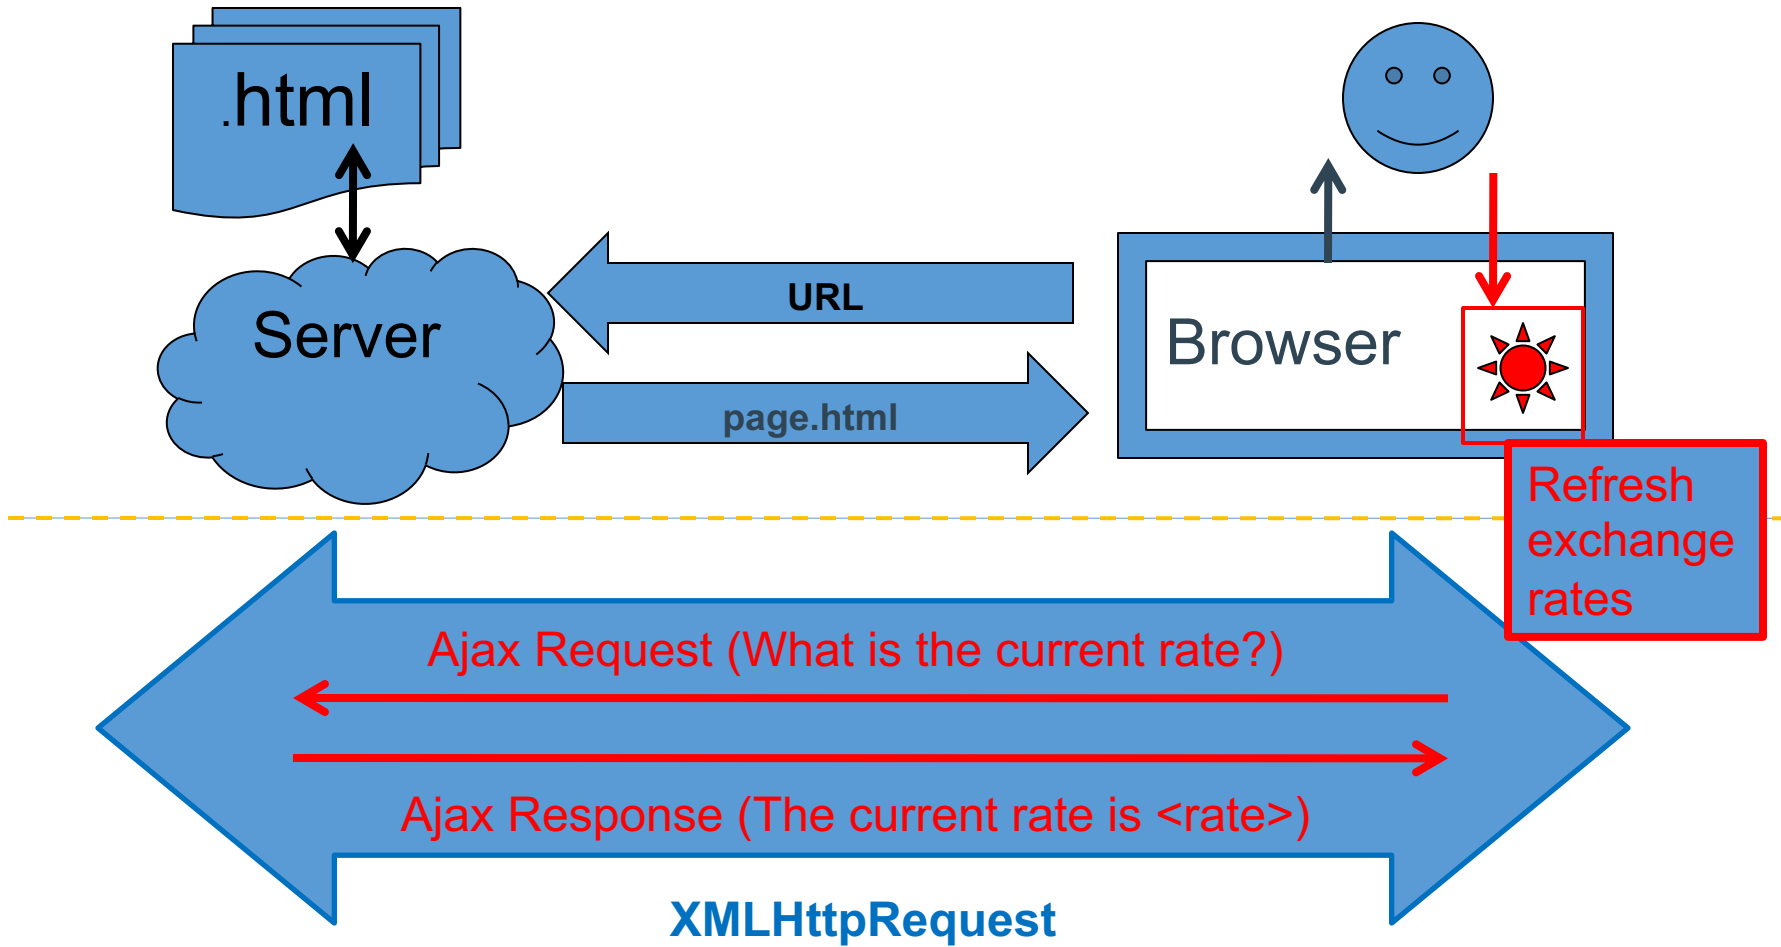 .html
Server
URL
page.html
Browser
Refresh
exchange
rates
Ajax Request (What is the current rate?)
Ajax Response (The current rate is <rate>)
XMLHttpRequest